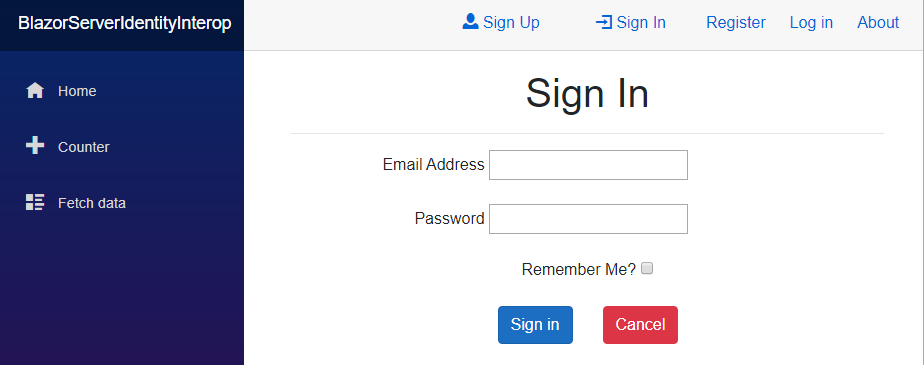 BlazorServerIdentityInterop
Sign Up Sign In Register Log in About
Home
Counter
Fetch data
Sign In
Email Address
Password
Remember Me?
Sign in Cancel